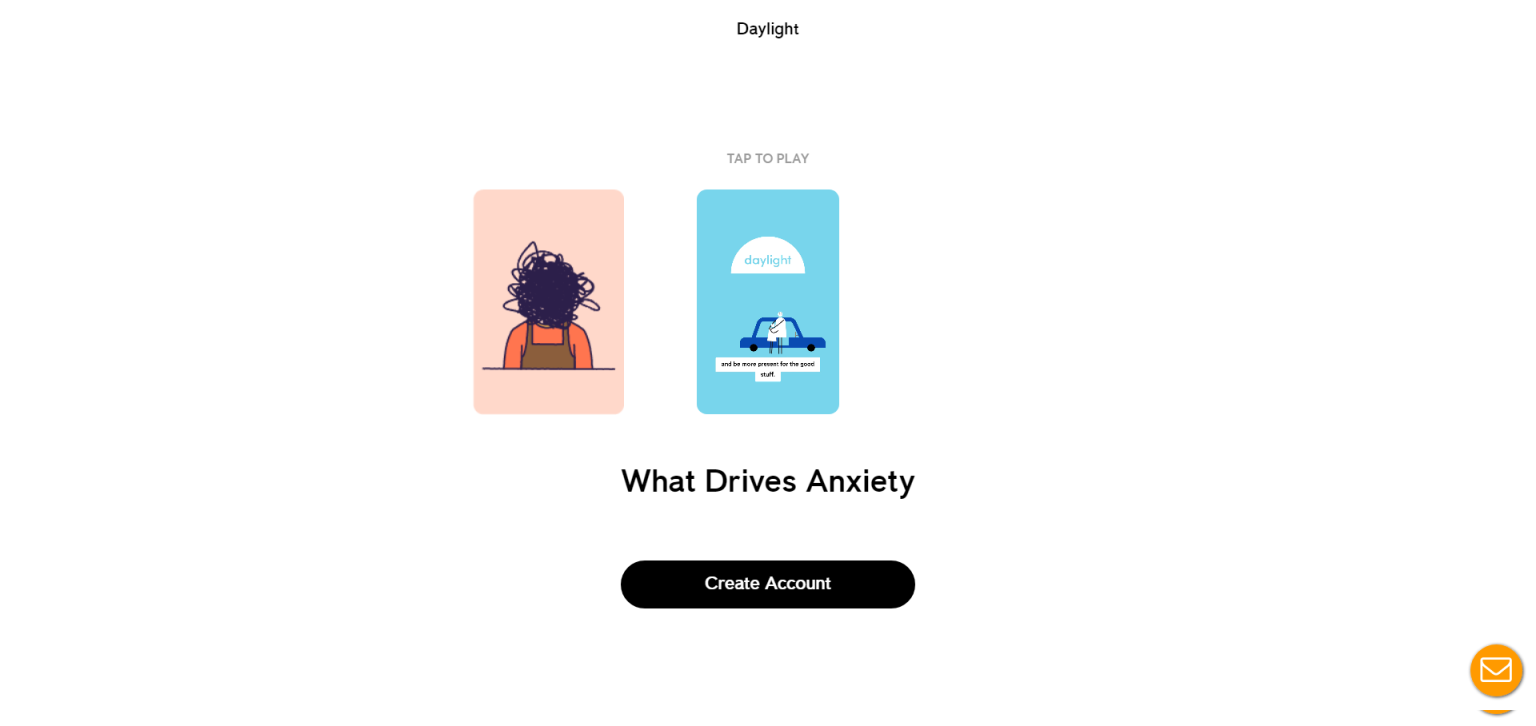 Daylight
TAP TO PLAY
daylight
and be more present for the good
stuff.
What Drives Anxiety
Create Account